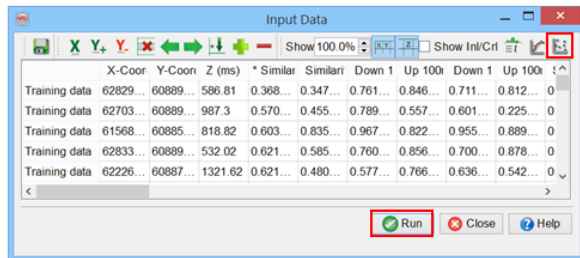 Input Data
X Y+ Y- Show 100.0% X,Y Z Show Inl/Crl
X-Coor Y-Coor Z (ms) * Similar Similari Down 1 Up 100r Down 1 Up 100r
Training data 62829... 60889... 586.81 0.368... 0.347... 0.761... 0.846... 0.711... 0.812... 0
Training data 62703... 60889... 987.3 0.570... 0.455... 0.789... 0.557... 0.601... 0.225... 0
Training data 61568... 60885... 818.82 0.603... 0.835... 0.967... 0.822... 0.955... 0.889... 0
Training data 62833... 60889... 532.02 0.621... 0.585... 0.760... 0.856... 0.700... 0.878... 0
Training data 62226... 60887... 1321.62 0.621... 0.480... 0.577... 0.766... 0.636... 0.542... 0
Run Close Help